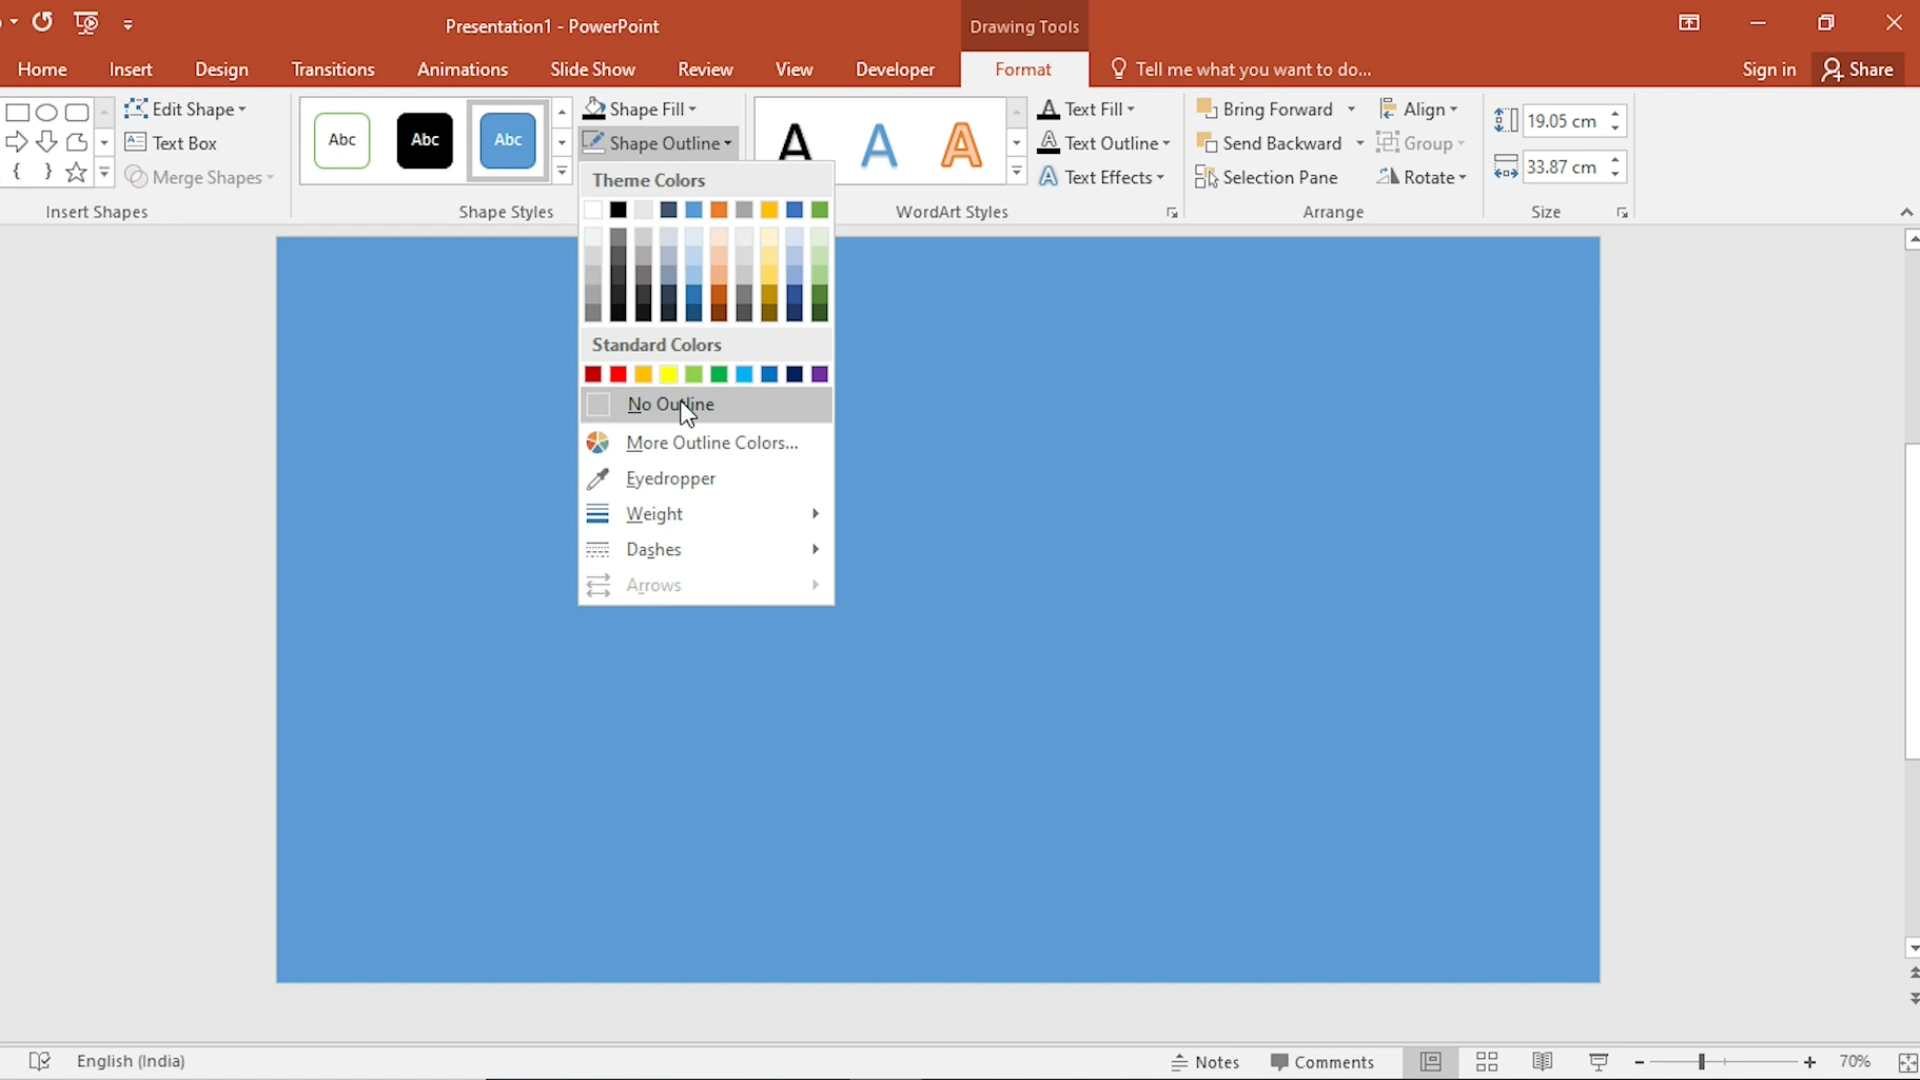 Presentation1 - PowerPoint
Drawing Tools
Home Insert Design Transitions Animations Slide Show Review View Developer Format Tell me what you want to do... Sign in Share
Edit Shape
Text Box
Merge Shapes
Insert Shapes
Abc Abc Abc
Shape Styles
Shape Fill
Shape Outline
A A A
WordArt Styles
Text Fill
Text Outline
Text Effects
Bring Forward
Send Backward
Selection Pane
Align
Group
Rotate
Arrange
19.05 cm
33.87 cm
Size
Theme Colors
Standard Colors
No Outline
More Outline Colors...
Eyedropper
Weight
Dashes
Arrows
English (India)
Notes
Comments
70%